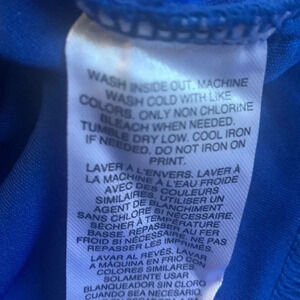 WASH INSIDE OUT. MACHINE
WASH COLD WITH LIKE
COLORS. ONLY NON CHLORINE
BLEACH WHEN NEEDED.
TUMBLE DRY LOW. COOL IRON
IF NEEDED. DO NOT IRON ON
PRINT.
LAVER À L'ENVERS. LAVER À
LA MACHINE À L'EAU FROIDE
AVEC DES COULEURS
SIMILAIRES. UTILISER UN
AGENT DE BLANCHIMENT
SANS CHLORE SI NÉCESSAIRE.
SÉCHER À TEMPÉRATURE
BASSE. REPASSER AU FER
FROID SI NÉCESSAIRE. NE PAS
REPASSER LES IMPRIMÉS.
LAVAR AL REVÉS. LAVAR
A MÁQUINA EN FRIO CON
COLORES SIMILARES
SOLAMENTE USAR
BLANQUEADOR SIN CLORO
CUANDO SEA NECESARIO.